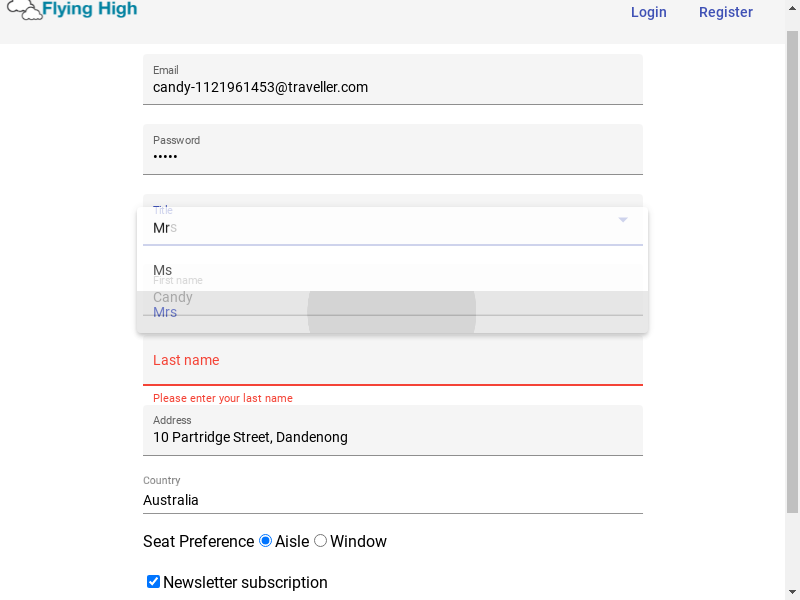 Flying High
Login
Register
Email
candy-1121961453@traveller.com
Password
•••••
Title
Mrs
Ms
First name
Candy
Mrs
Last name
Please enter your last name
Address
10 Partridge Street, Dandenong
Country
Australia
Seat Preference Aisle Window
Newsletter subscription